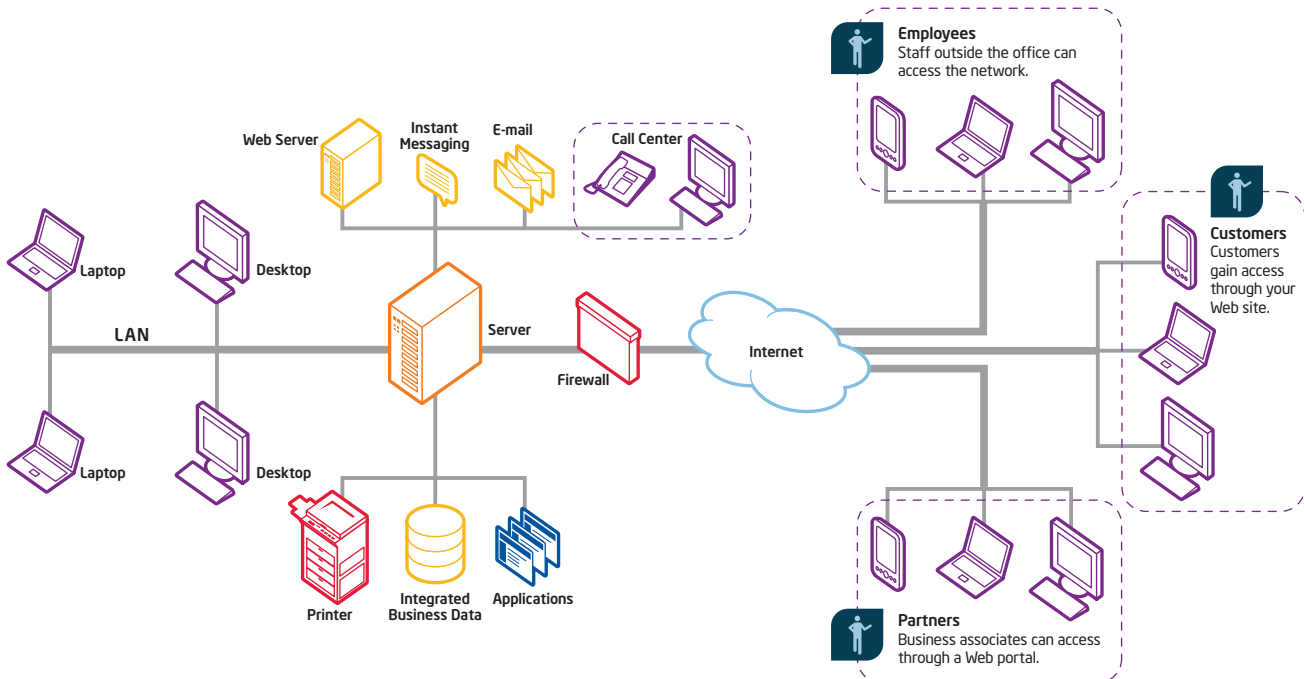 Employees
Staff outside the office can
access the network.
Web Server
Instant
Messaging
E-mail
Call Center
Customers
Customers
gain access
through your
Web site.
Laptop
Desktop
LAN
Server
Firewall
Internet
Laptop
Desktop
Printer
Integrated
Business Data
Applications
Partners
Business associates can access
through a Web portal.